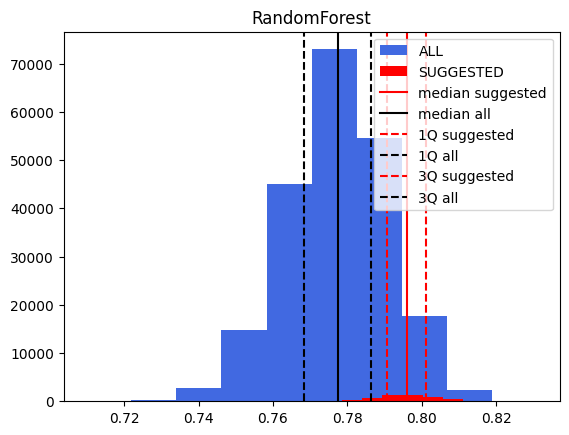 RandomForest
ALL
SUGGESTED
median suggested
median all
1Q suggested
1Q all
3Q suggested
3Q all
70000
60000
50000
40000
30000
20000
10000
0
0.72 0.74 0.76 0.78 0.80 0.82